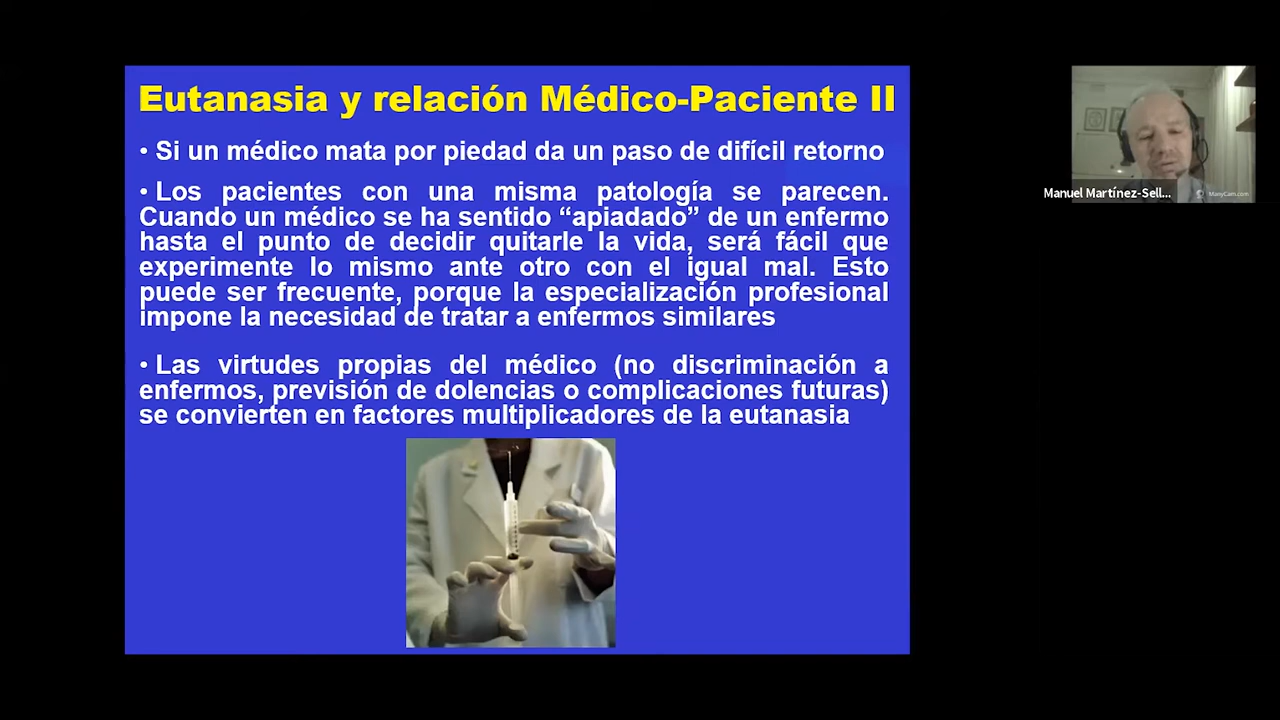 Eutanasia y relación Médico-Paciente II
• Si un médico mata por piedad da un paso de difícil retorno
• Los pacientes con una misma patología se parecen.
Cuando un médico se ha sentido “apiadado” de un enfermo
hasta el punto de decidir quitarle la vida, será fácil que
experimente lo mismo ante otro con el igual mal. Esto
puede ser frecuente, porque la especialización profesional
impone la necesidad de tratar a enfermos similares
• Las virtudes propias del médico (no discriminación a
enfermos, previsión de dolencias o complicaciones futuras)
se convierten en factores multiplicadores de la eutanasia
Manuel Martínez-Sell...
ManyCam.com